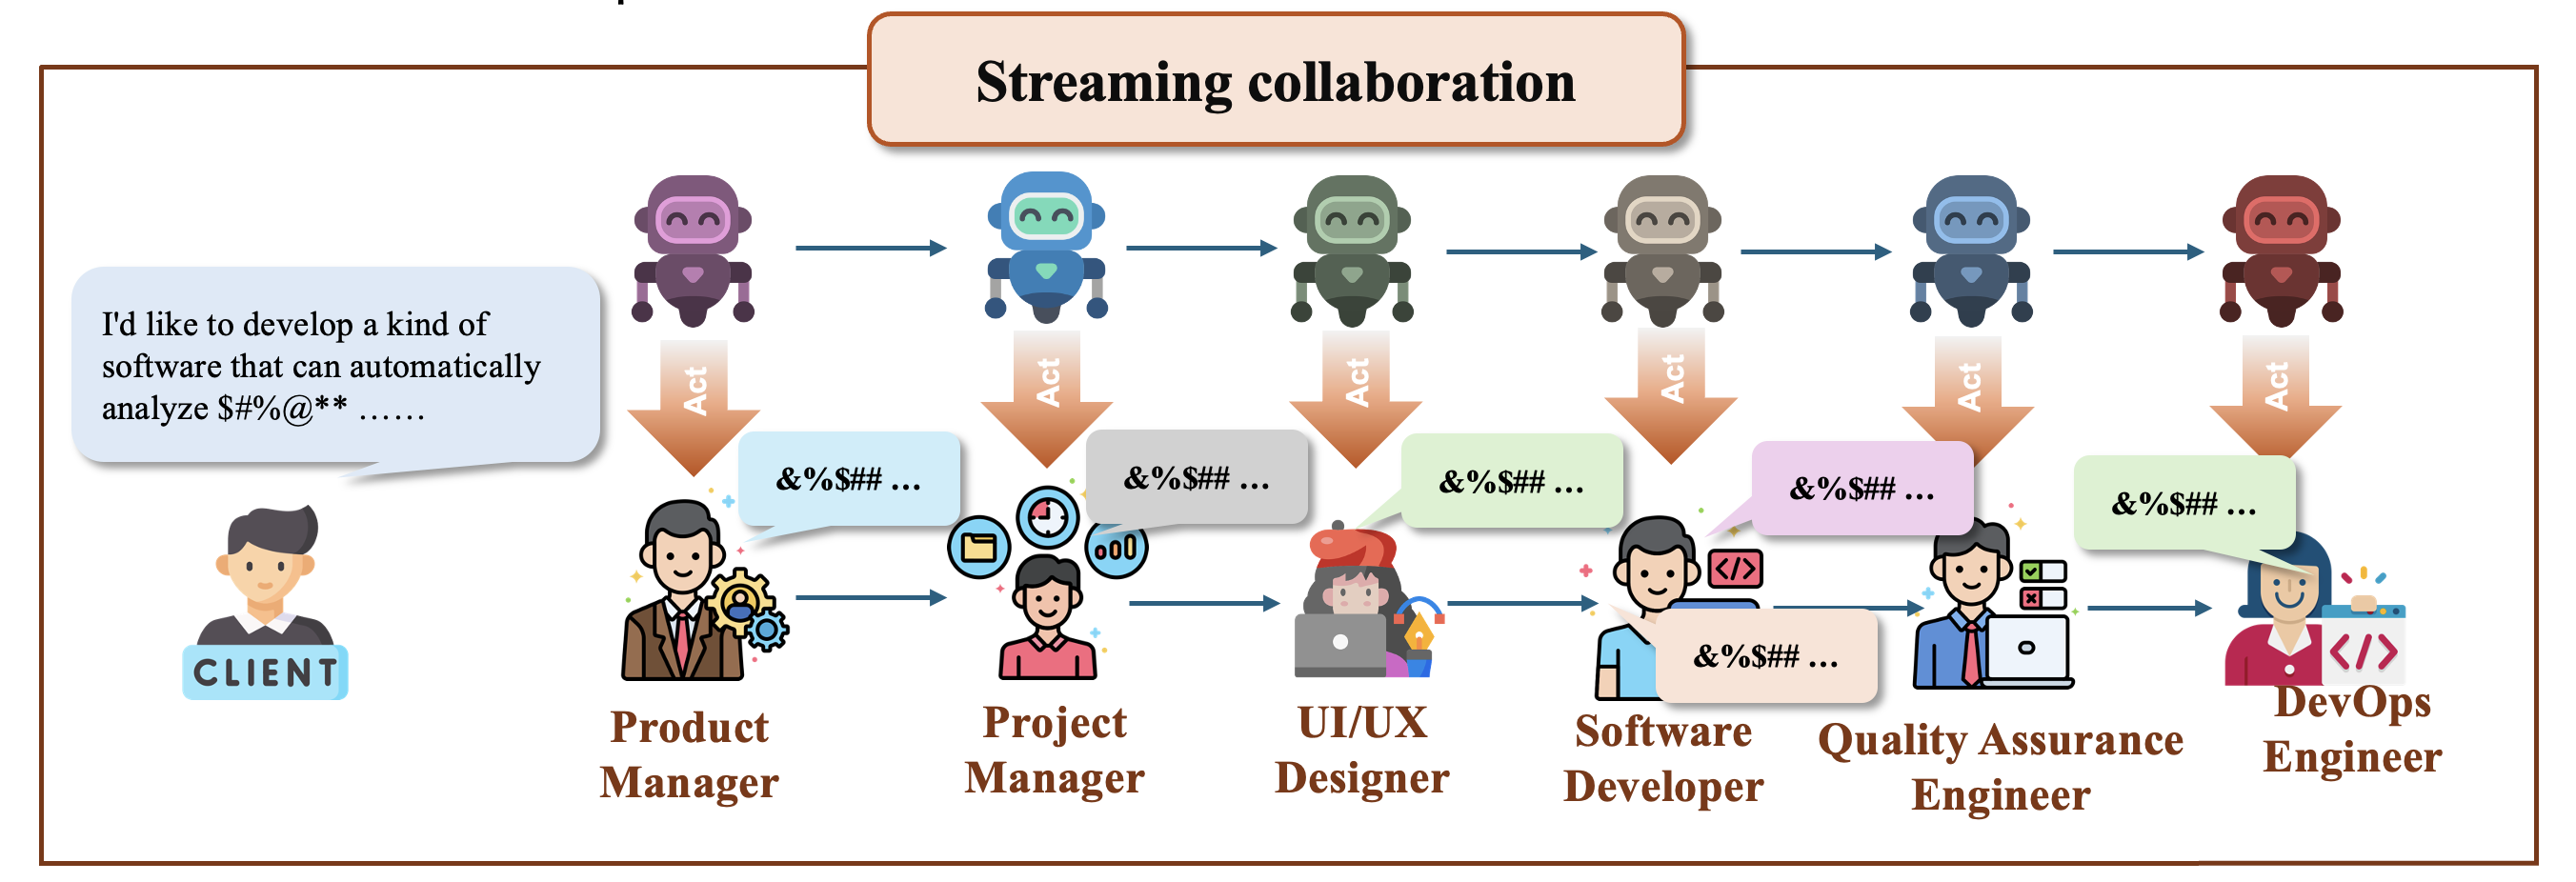 Streaming collaboration
I'd like to develop a kind of
software that can automatically
analyze $#%@** ......
Act
Act
Act
Act
Act
Act
&%$## ...
&%$## ...
&%$## ...
&%$## ...
&%$## ...
&%$## ...
CLIENT
</>
</>
Product
Manager
Project
Manager
UI/UX
Designer
Software
Developer
Quality Assurance
Engineer
DevOps
Engineer